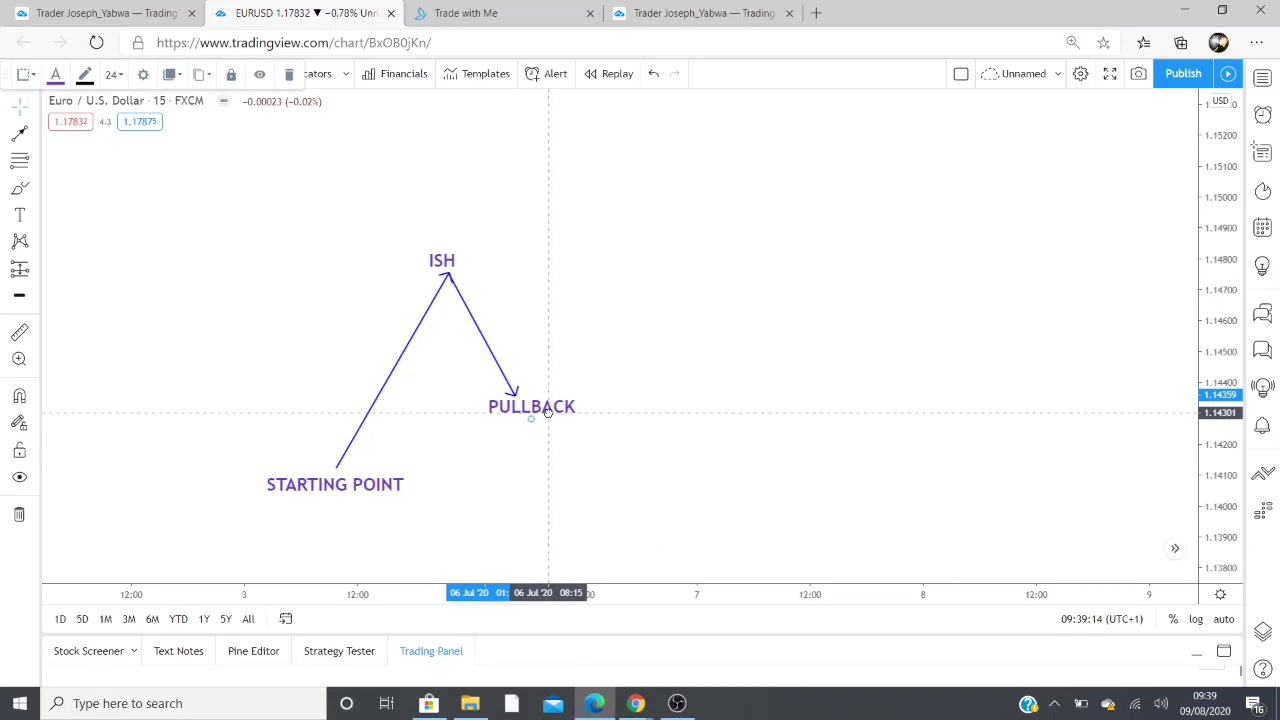 Trader Joseph_Yabwa — Trading
EURUSD 1.17832 ▼ −0.78% Unn
Trade with Me
Trader Joseph_Yabwa — Trading
https://www.tradingview.com/chart/BxOB0jKn/
A 24 ators Financials Templates Alert Replay Unnamed Publish
Euro / U.S. Dollar · 15 · FXCM −0.00023 (−0.02%) USD
1.17832 4.3 1.17875
1.15200
1.15100
1.15000
1.14900
ISH
1.14800
1.14700
1.14600
1.14500
1.14400
1.14359
PULLBACK
1.14301
1.14200
1.14100
STARTING POINT
1.14000
1.13900
1.13800
12:00 3 12:00 06 Jul '20 01: 06 Jul '20 08:15 7 12:00 8 12:00 9
1D 5D 1M 3M 6M YTD 1Y 5Y All 09:39:14 (UTC+1) % log auto
Stock Screener Text Notes Pine Editor Strategy Tester Trading Panel
Type here to search
09:39
09/08/2020